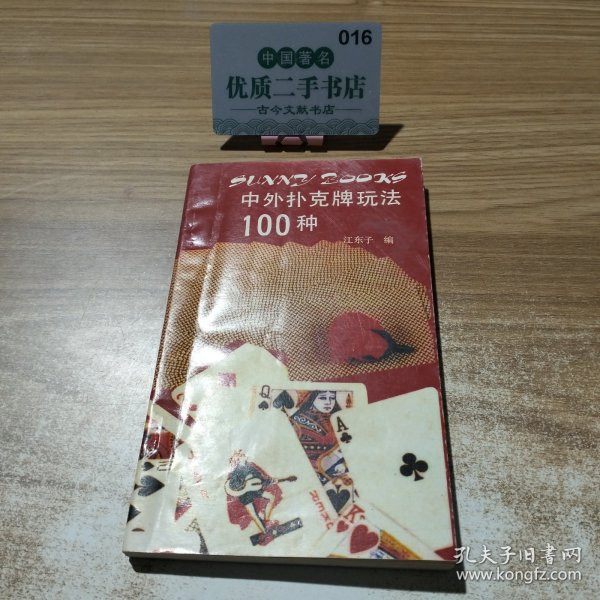 016
中国著名
优质二手书店
古今文献书店
SUNNY BOOKS
中外扑克牌玩法
100种
江东子 编
Q
A
K
JOKER
孔夫子旧书网
www.kongfz.com